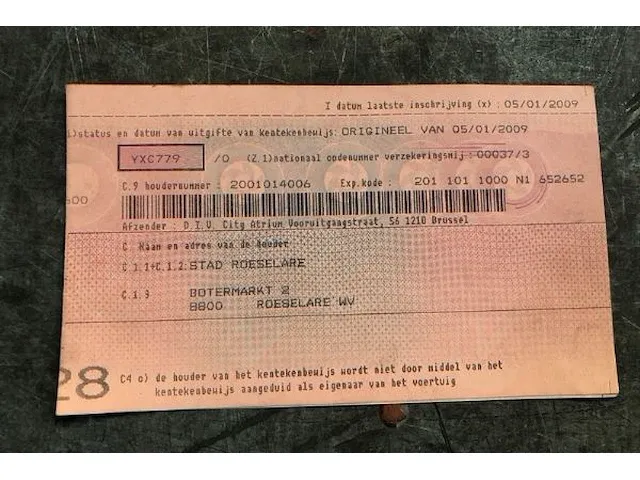 I datum laatste inschrijving (x) : 05/01/2009
)status en datum van uitgifte van kentekenbewijs: ORIGINEEL VAN 05/01/2009
YXC779 /0 (Z.1)nationaal codenummer verzekeringsmij : 00037/3
C.9 houdernummer : 2001014006 Exp.kode : 201 101 1000 N1 652652
600
Afzender : D.I.V. City Atrium Vooruitgangstraat, 56 1210 Brussel
C. Naam en adres van de houder
C 1.1+C.1.2: STAD ROESELARE
C.1.3 BOTERMARKT 2
8800 ROESELARE WV
28 C4 c) de houder van het kentekenbewijs wordt niet door middel van het
kentekenbewijs aangeduid als eigenaar van het voertuig